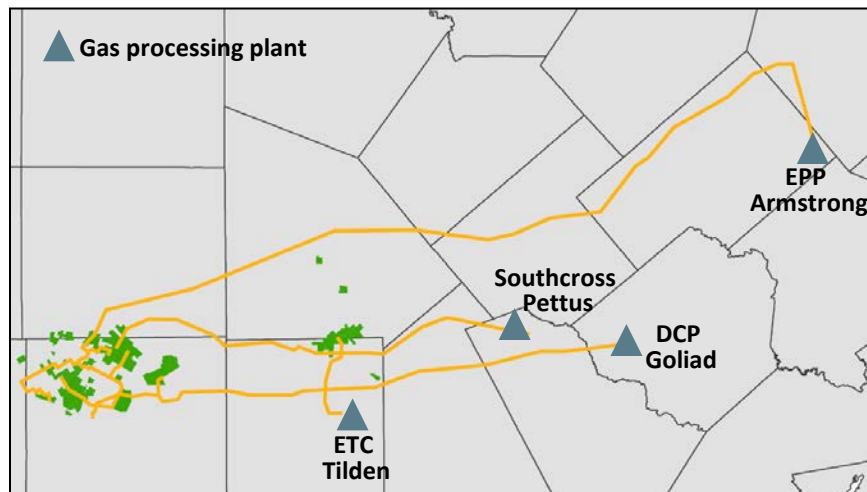 Gas processing plant
EPP
Armstrong
Southcross
Pettus
DCP
Goliad
ETC
Tilden